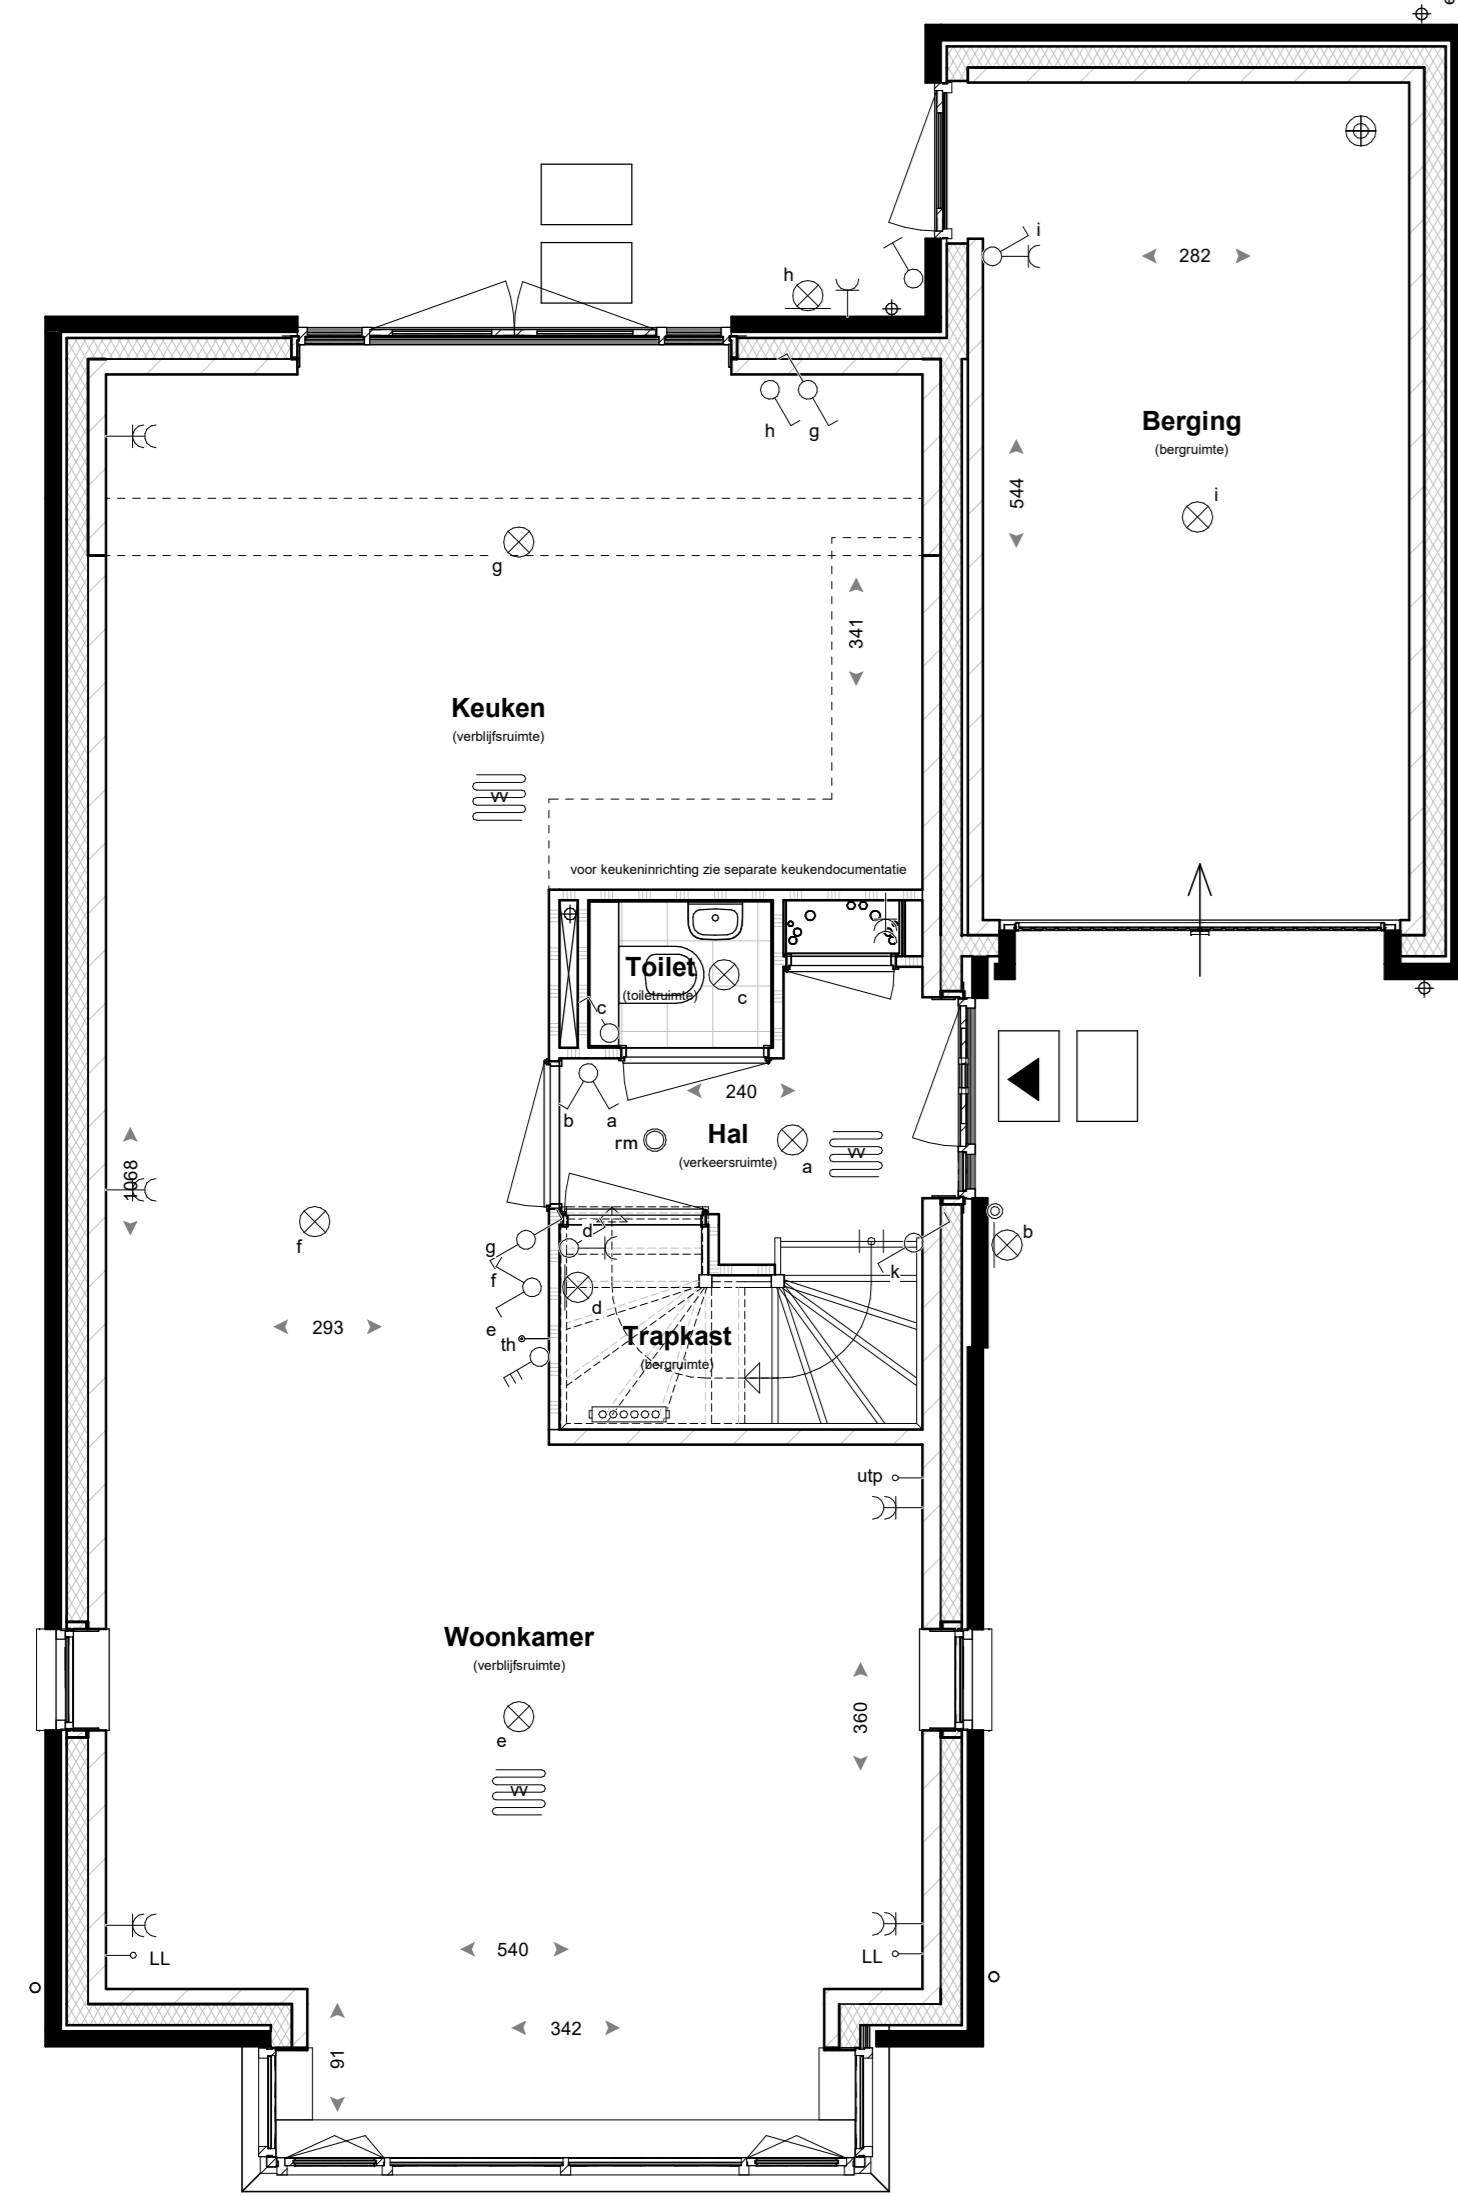 e
i
282
h
h
g
Berging
(bergruimte)
544
i
g
341
Keuken
(verblijfsruimte)
VV
voor keukeninrichting zie separate keukendocumentatie
Toilet
(toiletruimte)
c
c
240
b
a
rm
Hal
(verkeersruimte)
a
VV
1068
f
g
d
f
k
b
d
293
e
th
Trapkast
(bergruimte)
utp
Woonkamer
(verblijfsruimte)
360
e
VV
LL
540
LL
342
91